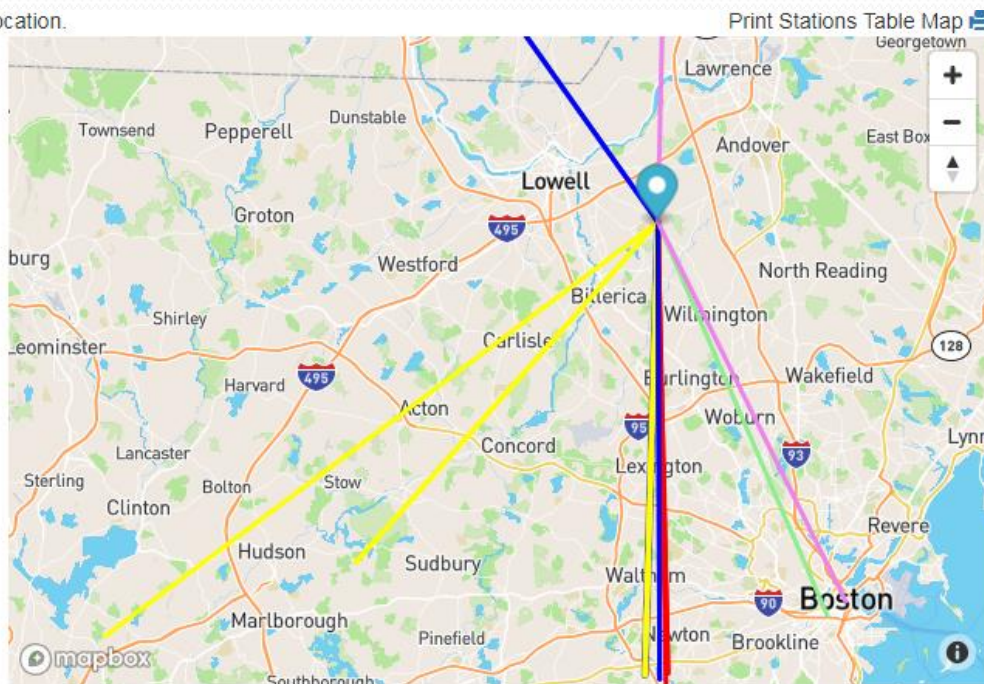 ocation.
Print Stations Table Map
Georgetown
Lawrence
Dunstable
Townsend
Pepperell
East Box
Andover
Lowell
Groton
495
burg
Westford
North Reading
Billerica
Shirley
Wilmington
Carlisle
Leominster
128
495
Burlington
Wakefield
Harvard
Acton
Woburn
95
Concord
Lynn
Lancaster
93
Lexington
Sterling
Bolton
Stow
Clinton
Revere
Hudson
Sudbury
Waltham
90
Boston
Marlborough
Newton
Brookline
Pinefield
mapbox
Southborough